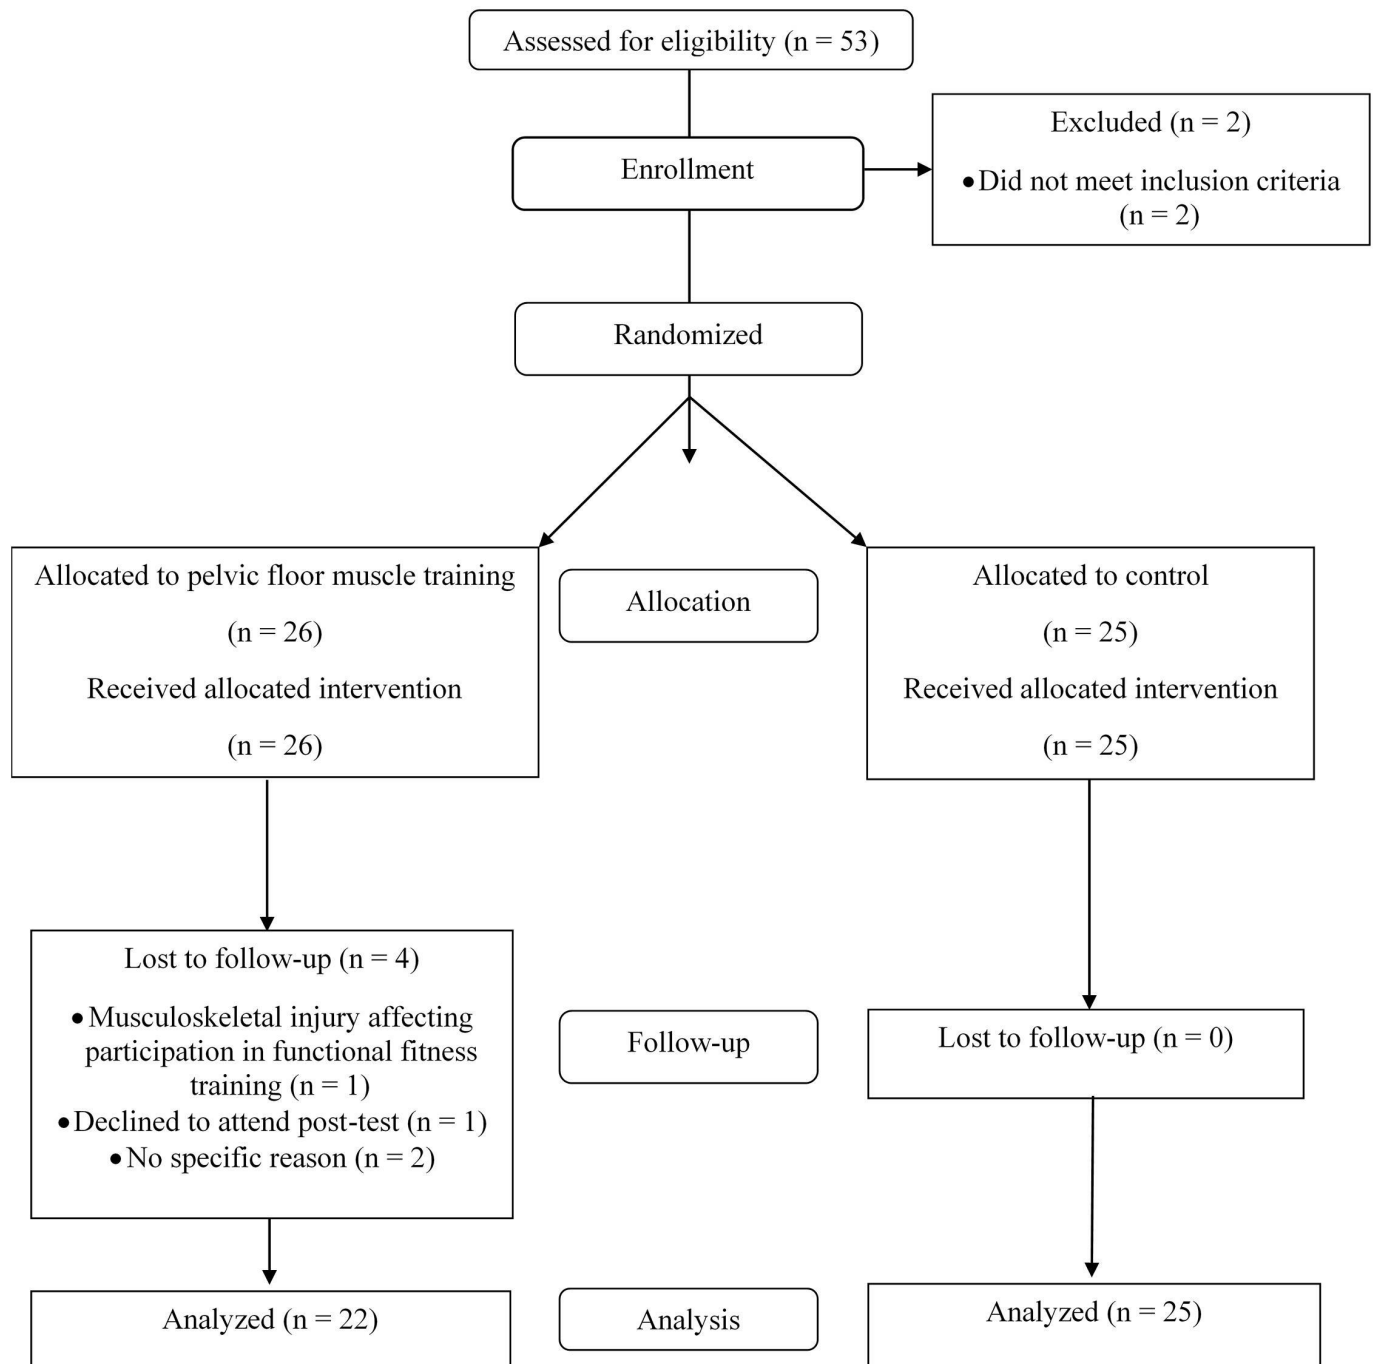 Assessed for eligibility (n = 53)
Excluded (n = 2)
•Did not meet inclusion criteria
(n = 2)
Enrollment
Randomized
Allocated to pelvic floor muscle training
(n = 26)
Received allocated intervention
(n = 26)
Allocation
Allocated to control
(n = 25)
Received allocated intervention
(n = 25)
Lost to follow-up (n = 4)
•Musculoskeletal injury affecting
participation in functional fitness
training (n = 1)
•Declined to attend post-test (n = 1)
•No specific reason (n = 2)
Follow-up
Lost to follow-up (n = 0)
Analyzed (n = 22)
Analysis
Analyzed (n = 25)